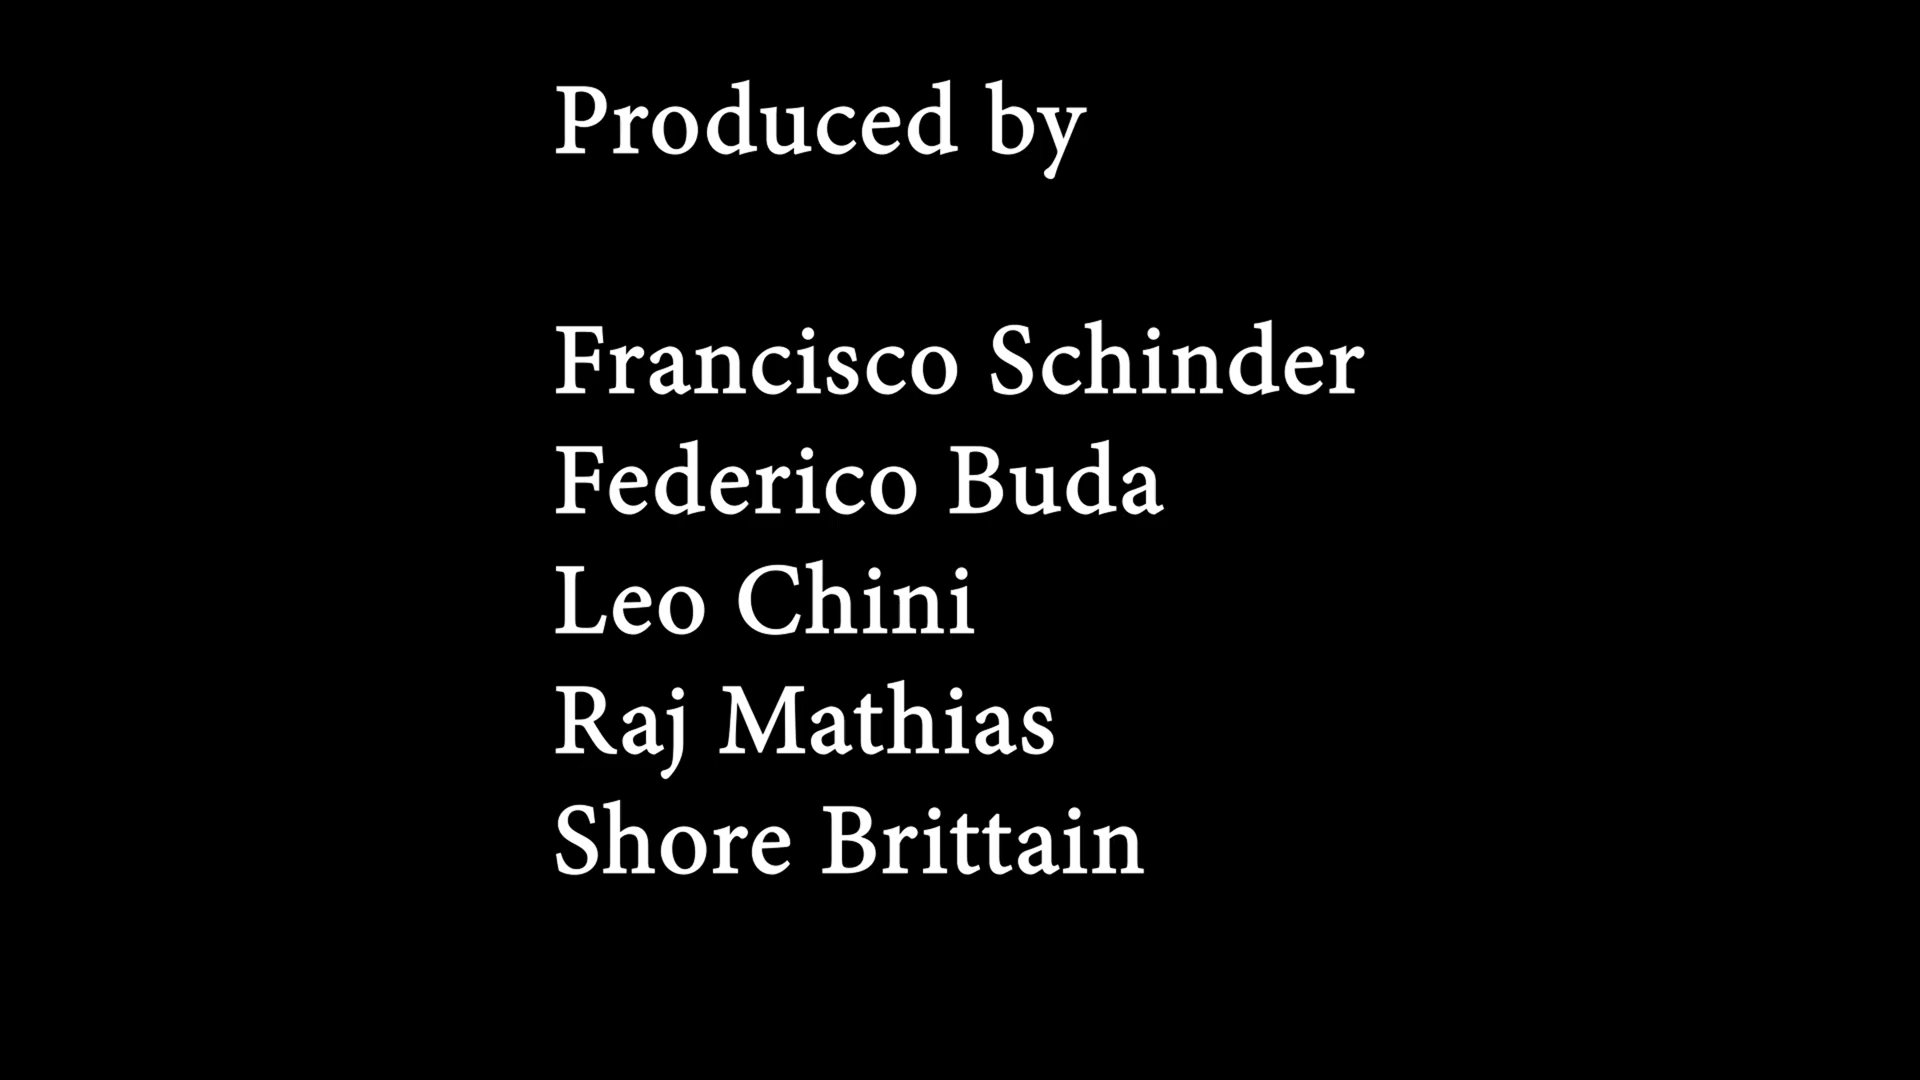 Produced by
Francisco Schinder
Federico Buda
Leo Chini
Raj Mathias
Shore Brittain